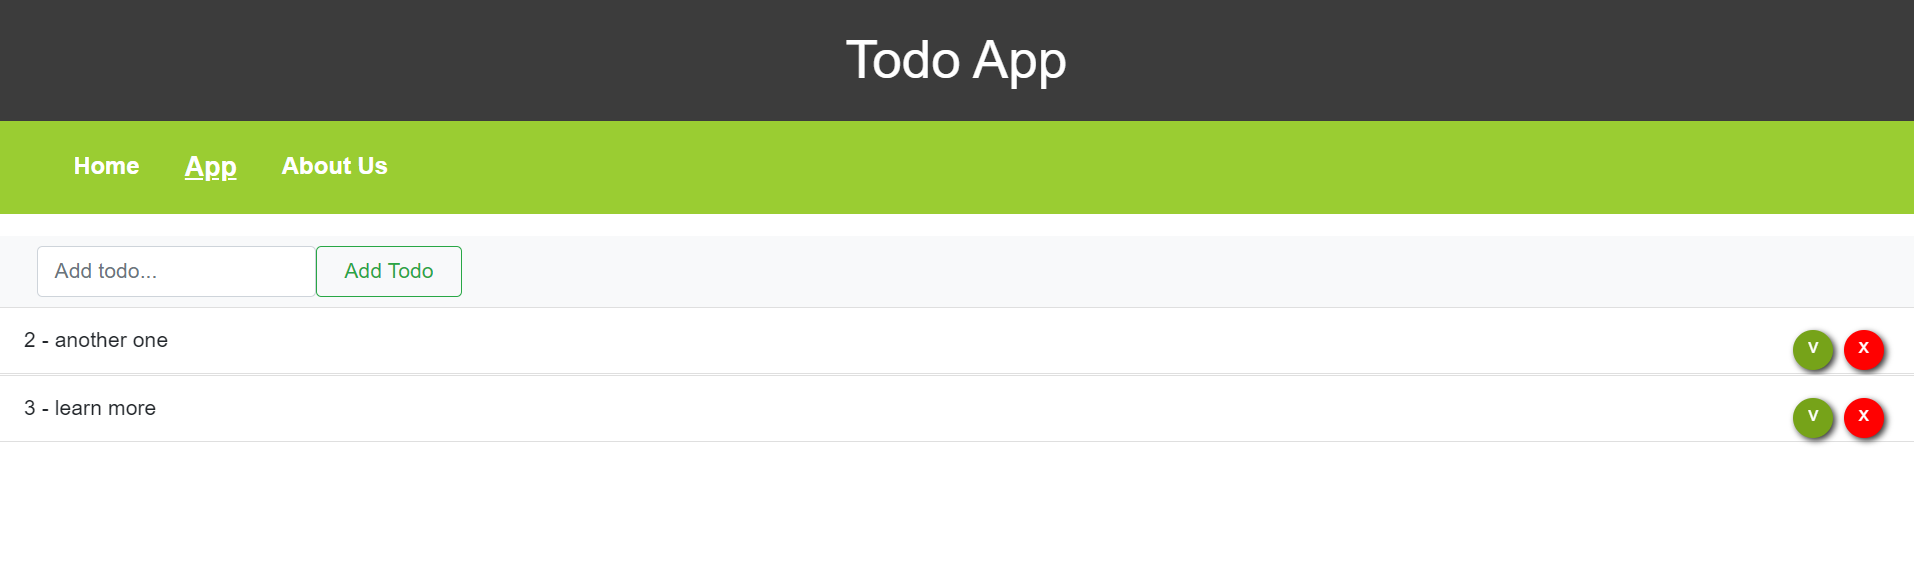 Todo App
Home App About Us
Add todo... Add Todo
2 - another one V X
3 - learn more V X